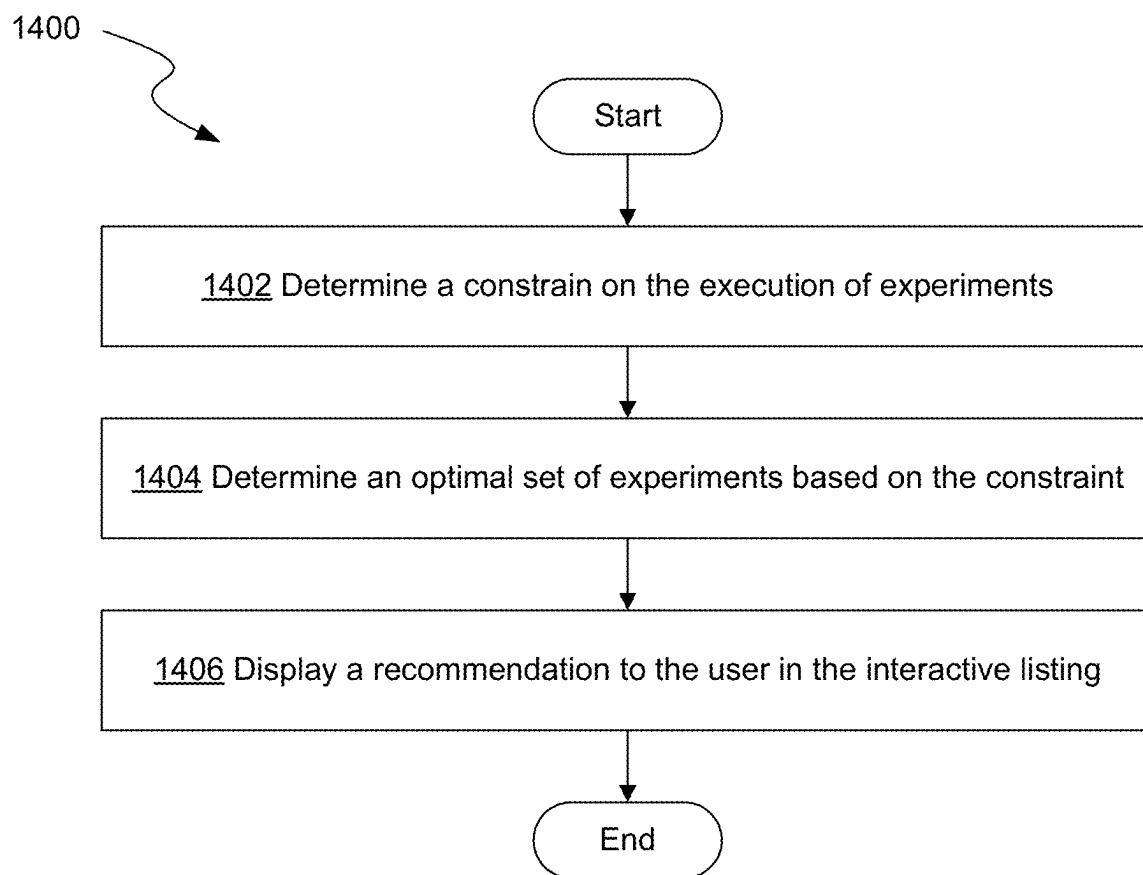 1400
Start
1402 Determine a constrain on the execution of experiments
1404 Determine an optimal set of experiments based on the constraint
1406 Display a recommendation to the user in the interactive listing
End